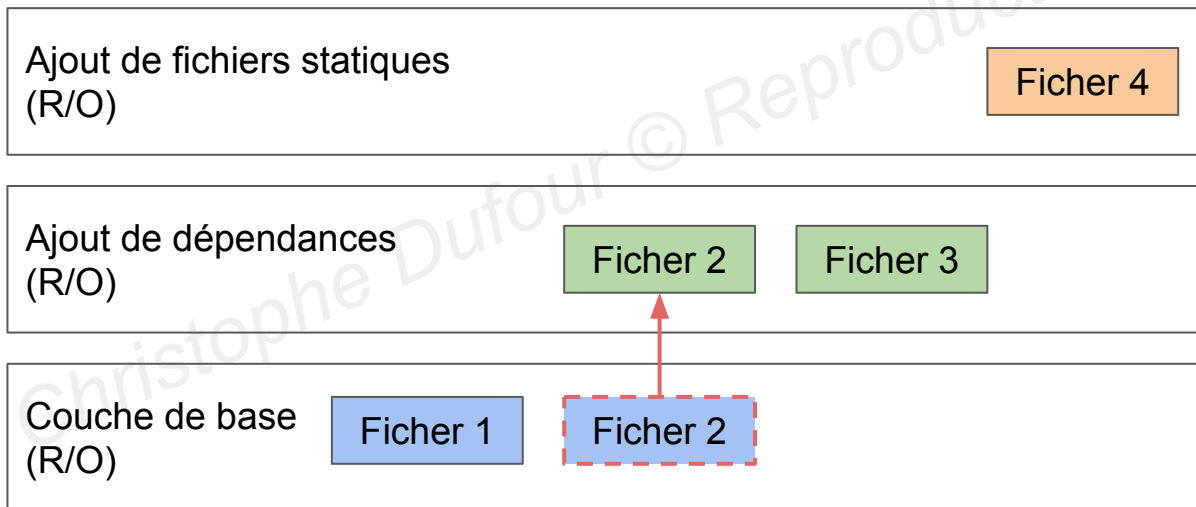 Ajout de fichiers statiques
(R/O)
Ficher 4
Ajout de dépendances
(R/O)
Ficher 2
Ficher 3
Couche de base
(R/O)
Ficher 1
Ficher 2
Christophe Dufour © Reproduc